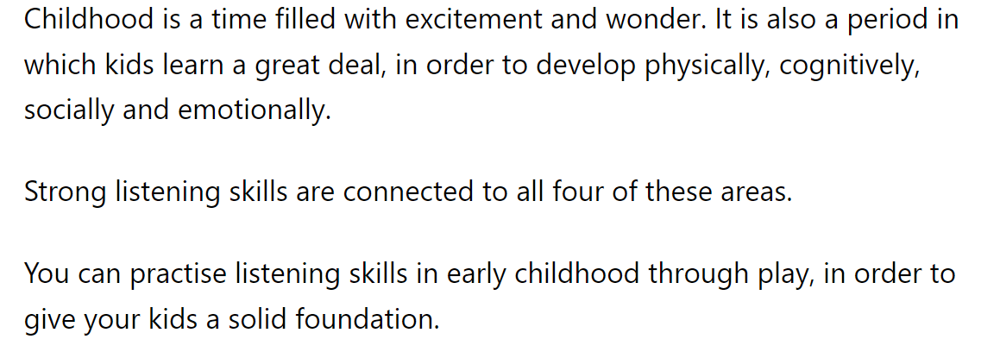 Childhood is a time filled with excitement and wonder. It is also a period in
which kids learn a great deal, in order to develop physically, cognitively,
socially and emotionally.
Strong listening skills are connected to all four of these areas.
You can practise listening skills in early childhood through play, in order to
give your kids a solid foundation.